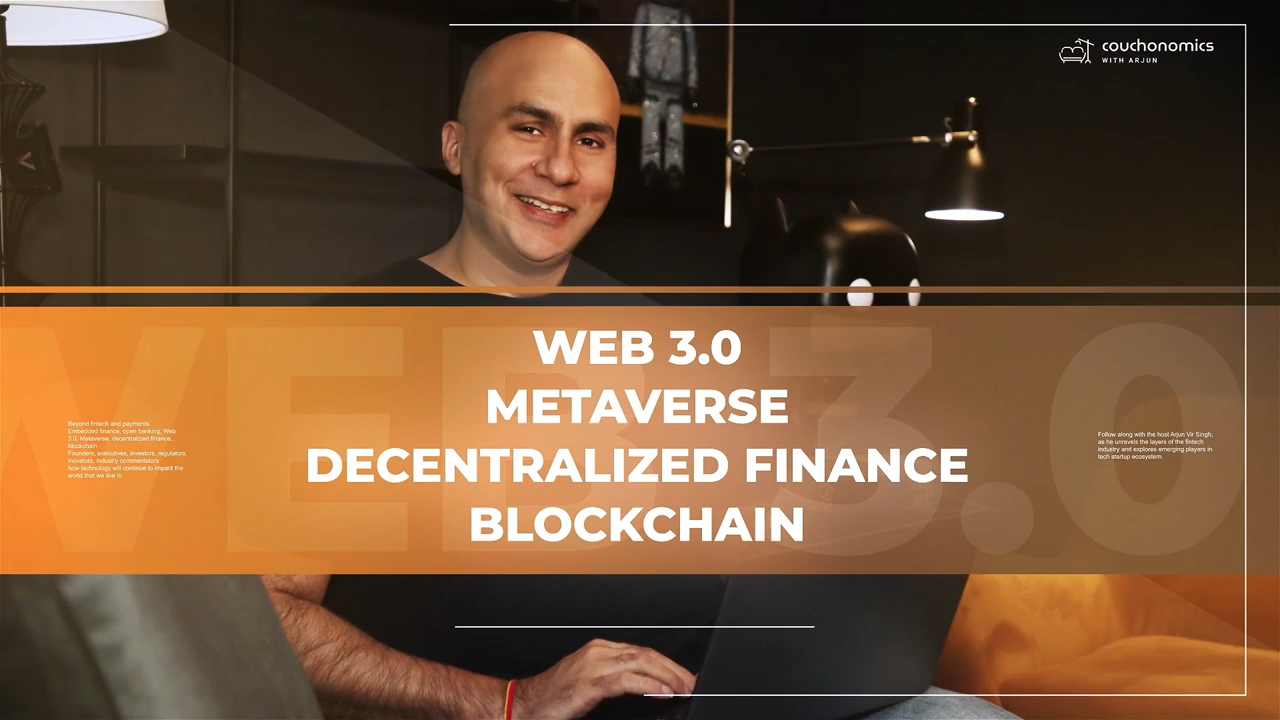 couchonomics
WITH ARJUN
WEB 3.0
WEB 3.0
METAVERSE
DECENTRALIZED FINANCE
BLOCKCHAIN
Beyond fintech and payments
Embedded finance, open banking, Web
3.0, Metaverse, decentralized finance,
blockchain
Founders, executives, investors, regulators,
inovators, industry commentators
how technology will continue to impact the
world that we live in
Follow along with the host Arjun Vir Singh,
as he unravels the layers of the fintech
industry and explores emerging players in
tech startup ecosystem.